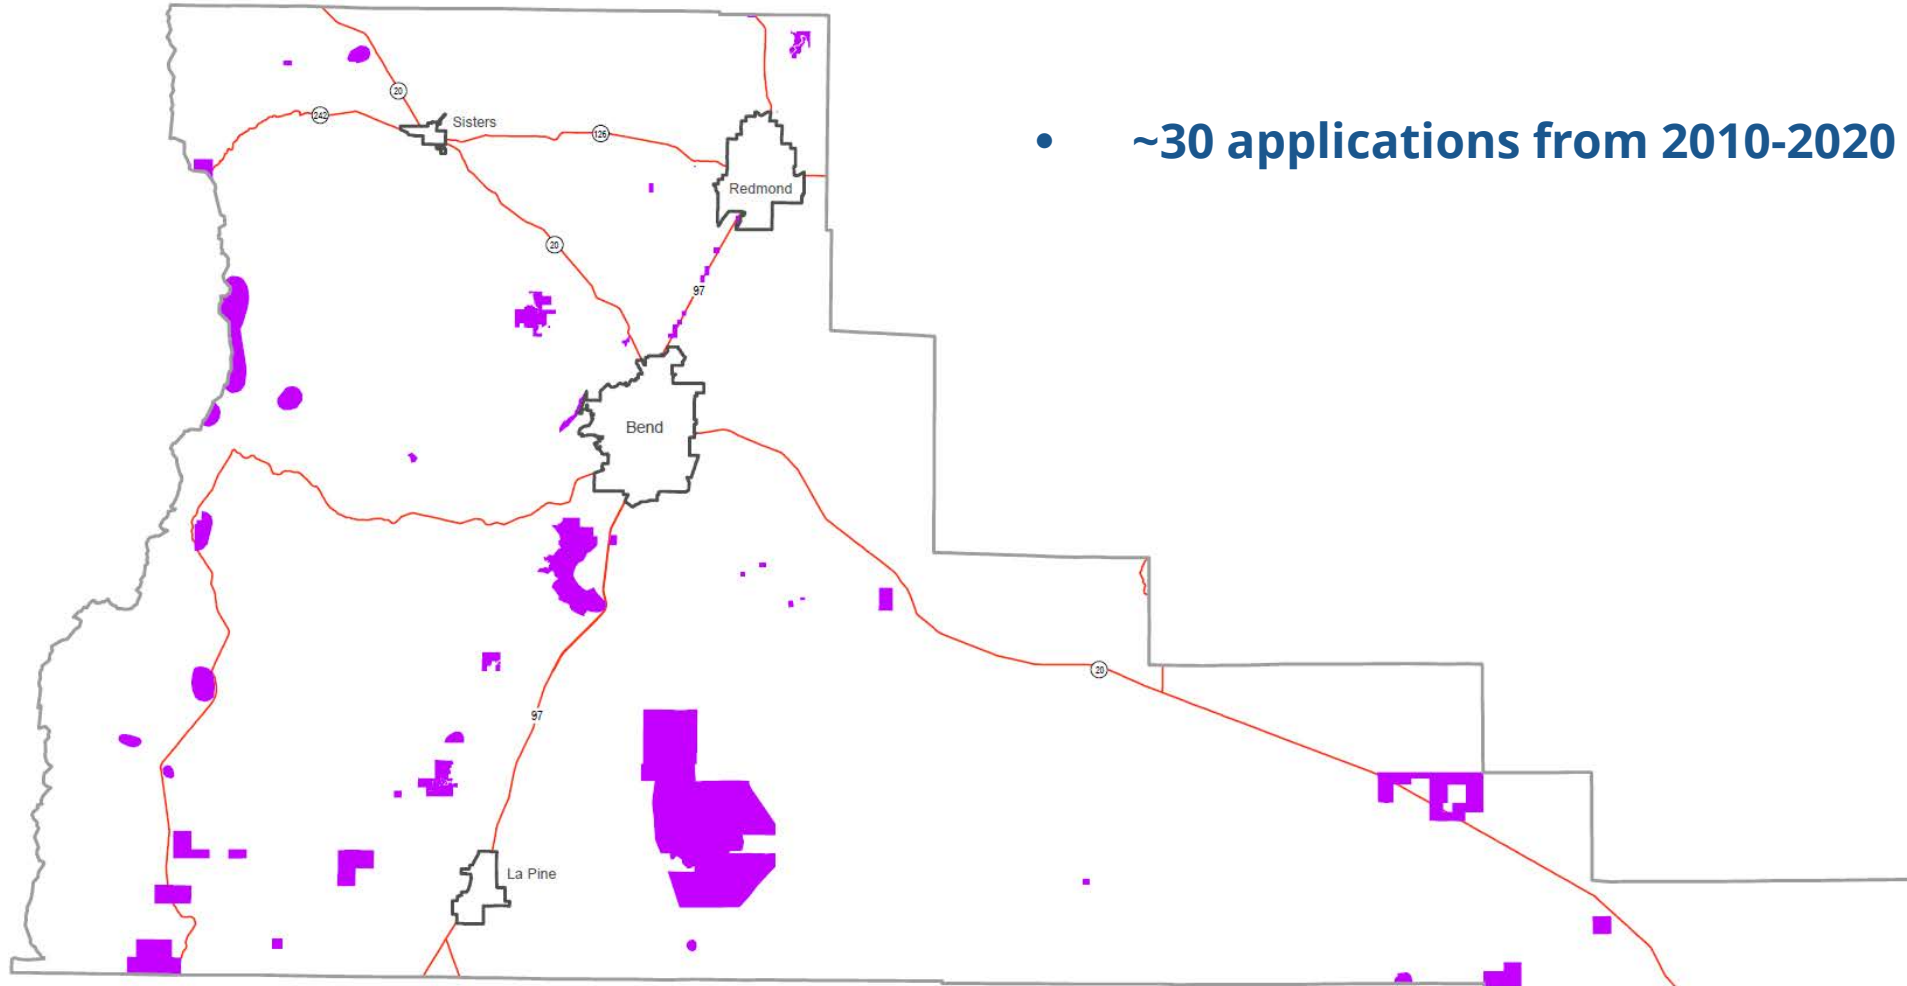 20
242
Sisters
126
• ~30 applications from 2010-2020
Redmond
20
97
Bend
20
97
La Pine